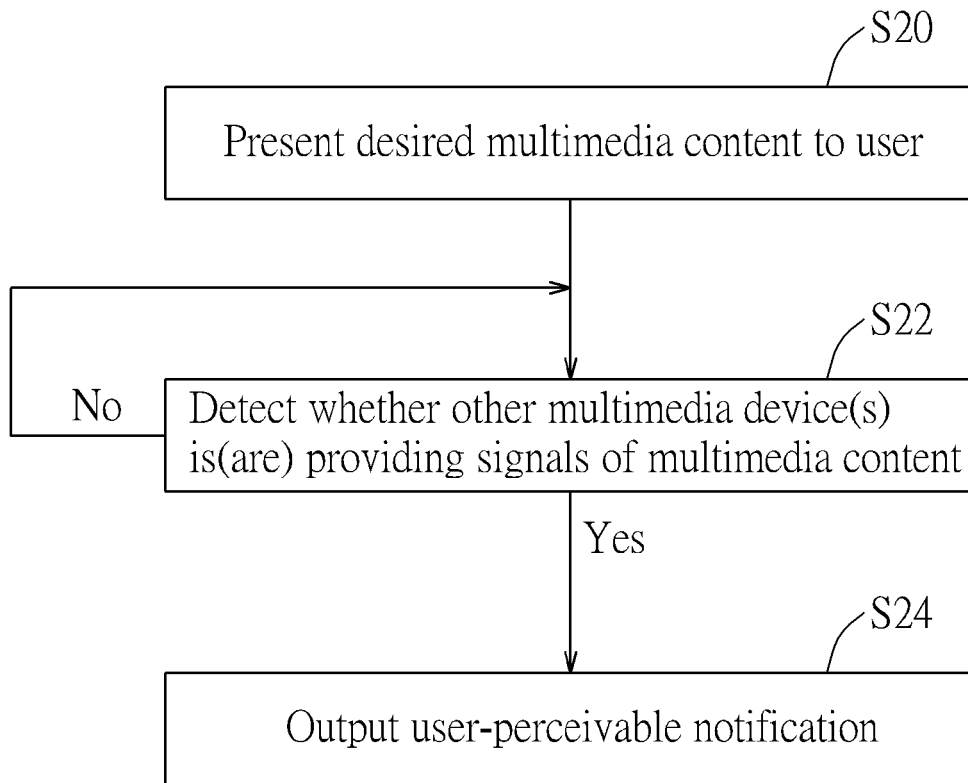 S20
Present desired multimedia content to user
S22
No
Detect whether other multimedia device(s)
is(are) providing signals of multimedia content
Yes
S24
Output user-perceivable notification